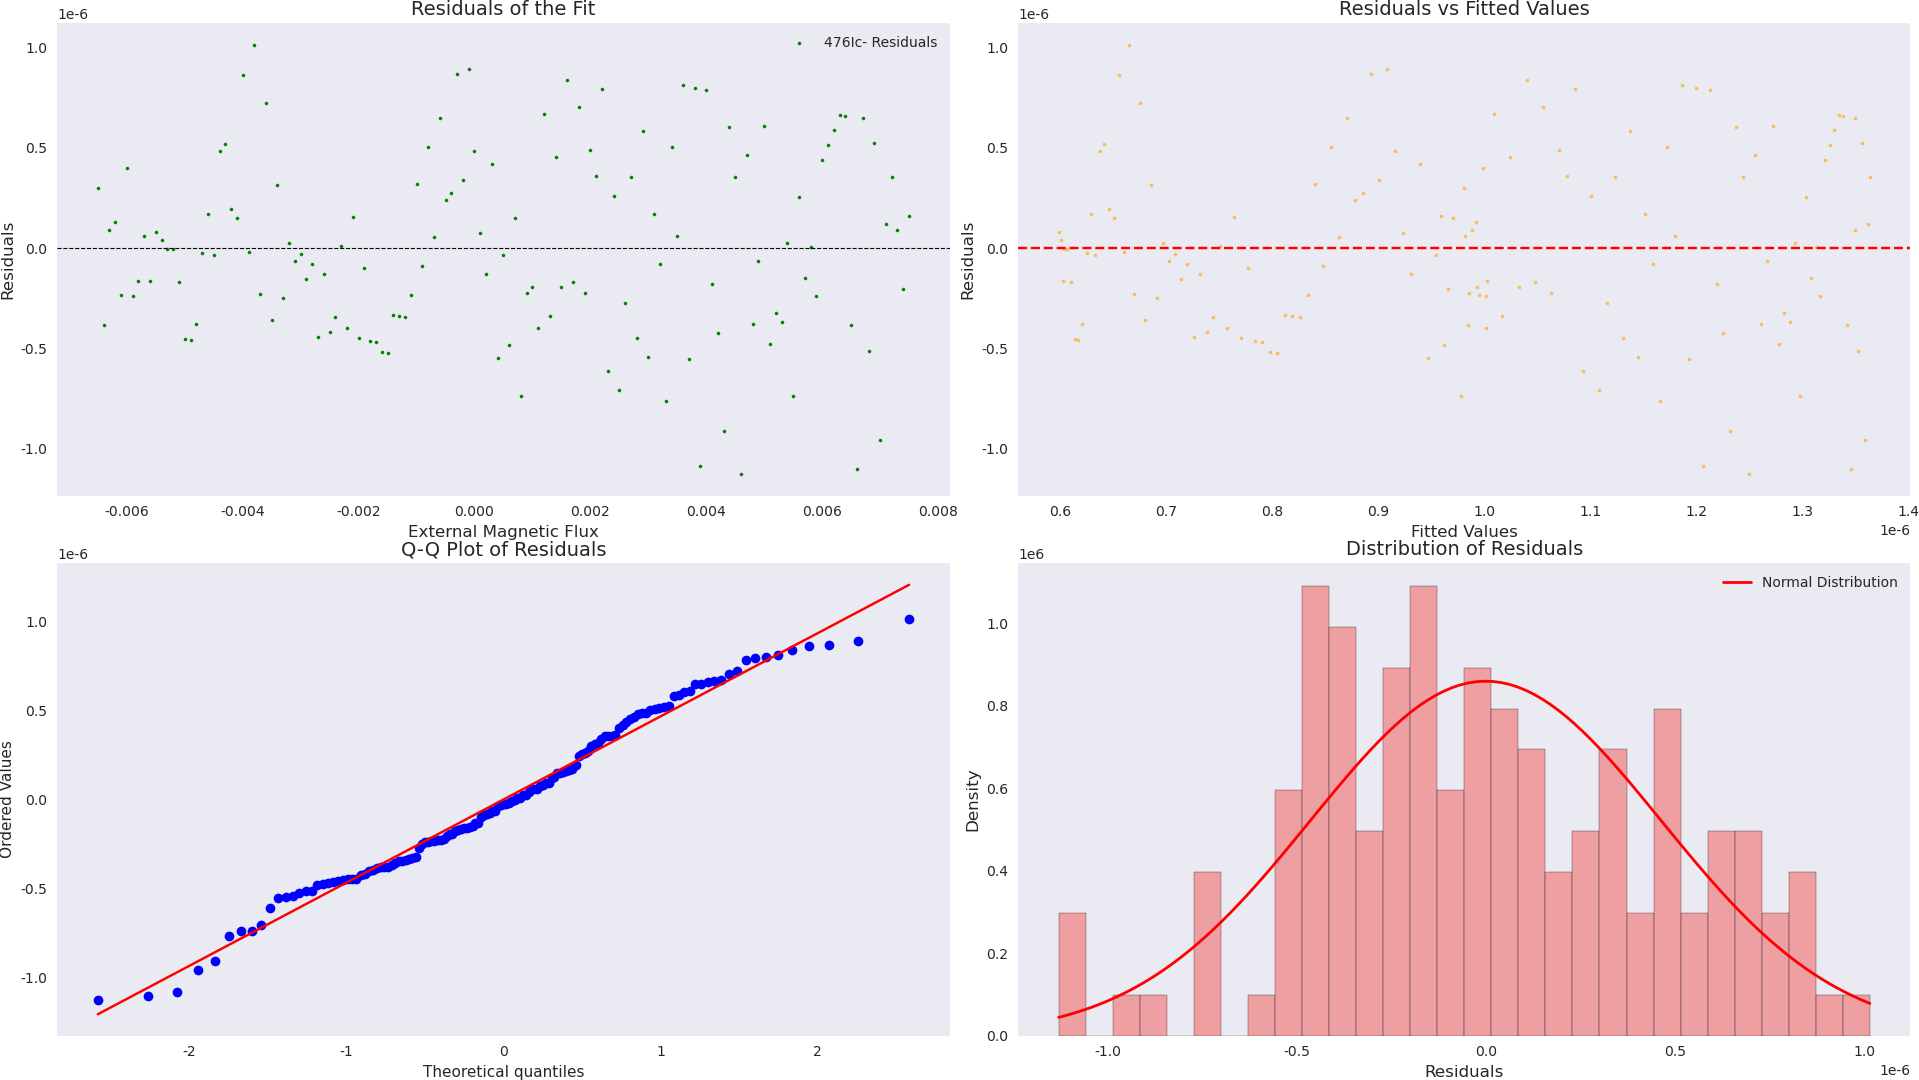 Residuals of the Fit
1e-6
476Ic- Residuals
1.0
0.5
0.0
-0.5
-1.0
Residuals
-0.006 -0.004 -0.002 0.000 0.002 0.004 0.006 0.008
External Magnetic Flux
Residuals vs Fitted Values
1e-6
1.0
0.5
0.0
-0.5
-1.0
Residuals
0.6 0.7 0.8 0.9 1.0 1.1 1.2 1.3 1.4
1e-6
Fitted Values
Q-Q Plot of Residuals
1e-6
1.0
0.5
0.0
-0.5
-1.0
Ordered Values
-2 -1 0 1 2
Theoretical quantiles
Distribution of Residuals
1e6
Normal Distribution
1.0
0.8
0.6
0.4
0.2
0.0
Density
-1.0 -0.5 0.0 0.5 1.0
1e-6
Residuals